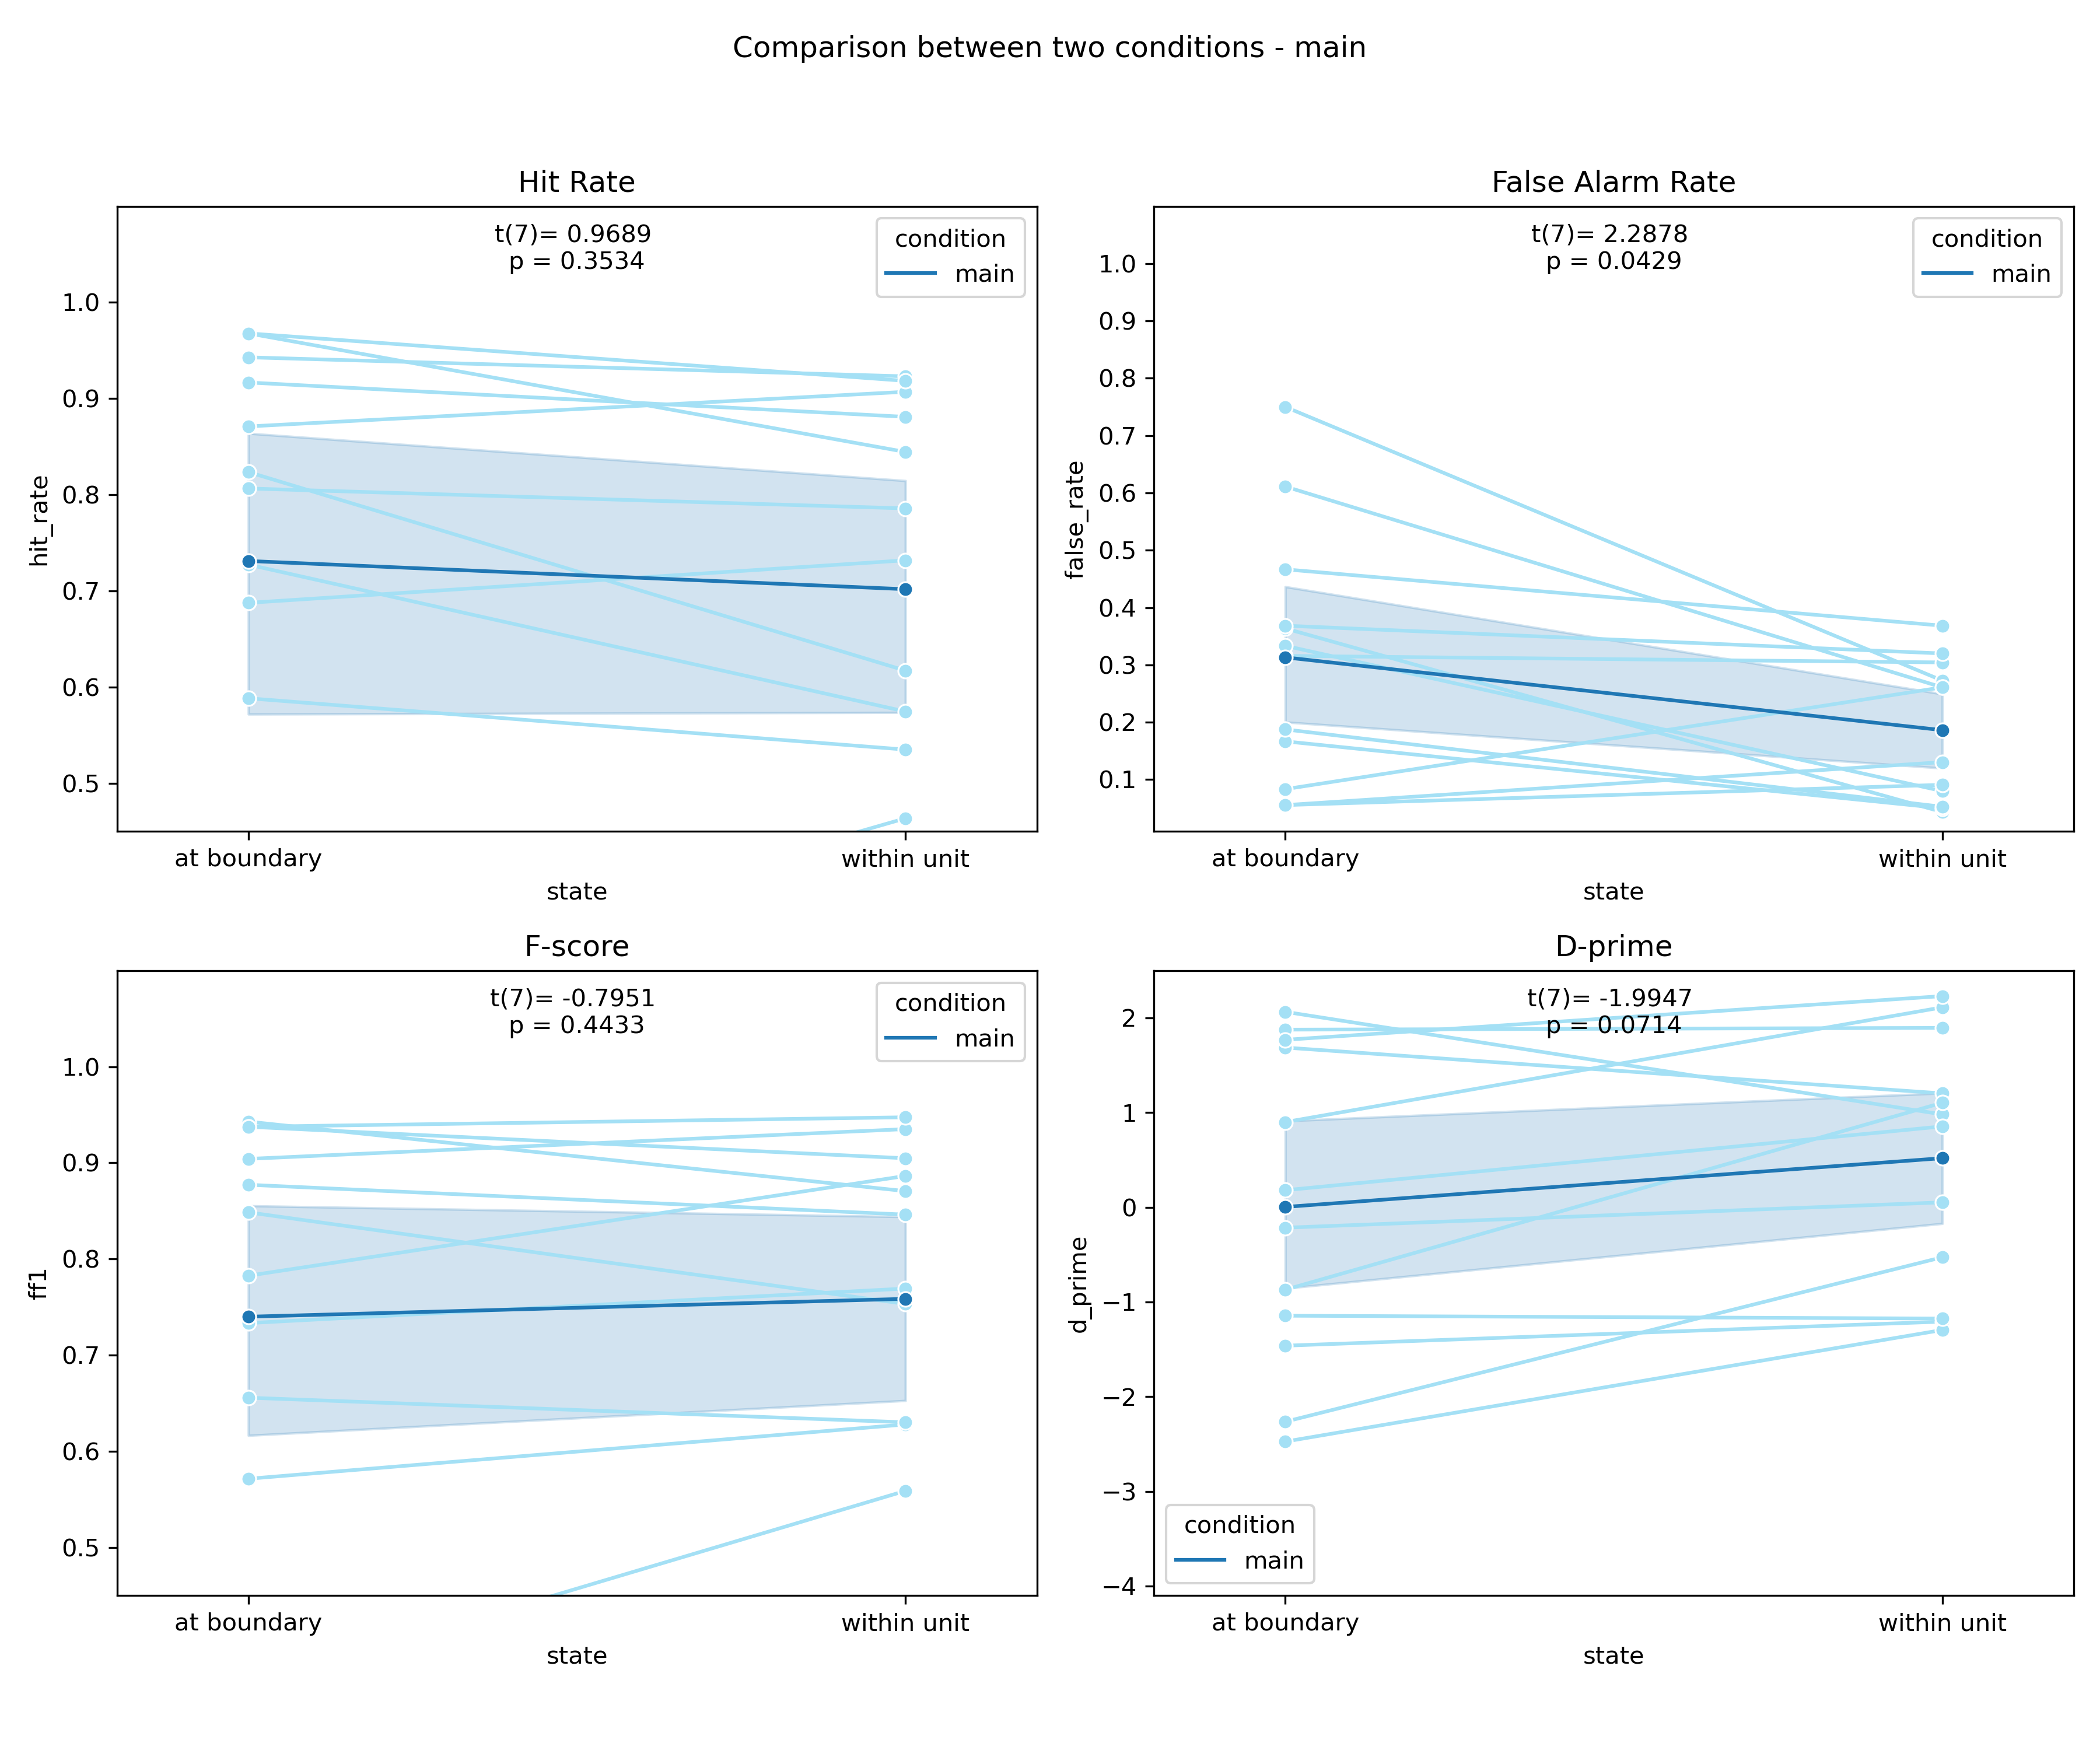 Comparison between two conditions - main
Hit Rate
t(7)= 0.9689
p = 0.3534
condition
main
1.0
0.9
0.8
0.7
0.6
0.5
hit_rate
at boundary
within unit
state
False Alarm Rate
t(7)= 2.2878
p = 0.0429
condition
main
1.0
0.9
0.8
0.7
0.6
0.5
0.4
0.3
0.2
0.1
false_rate
at boundary
within unit
state
F-score
t(7)= -0.7951
p = 0.4433
condition
main
1.0
0.9
0.8
0.7
0.6
0.5
ff1
at boundary
within unit
state
D-prime
t(7)= -1.9947
p = 0.0714
2
1
0
−1
−2
−3
−4
d_prime
condition
main
at boundary
within unit
state